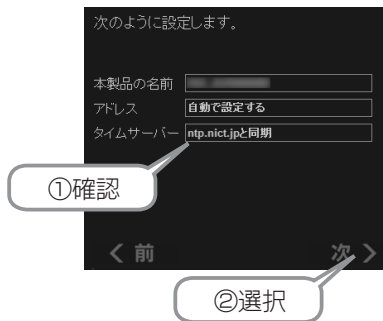 次のように設定します。
本製品の名前
アドレス 自動で設定する
タイムサーバー ntp.nict.jpと同期
①確認
＜前 次＞
②選択